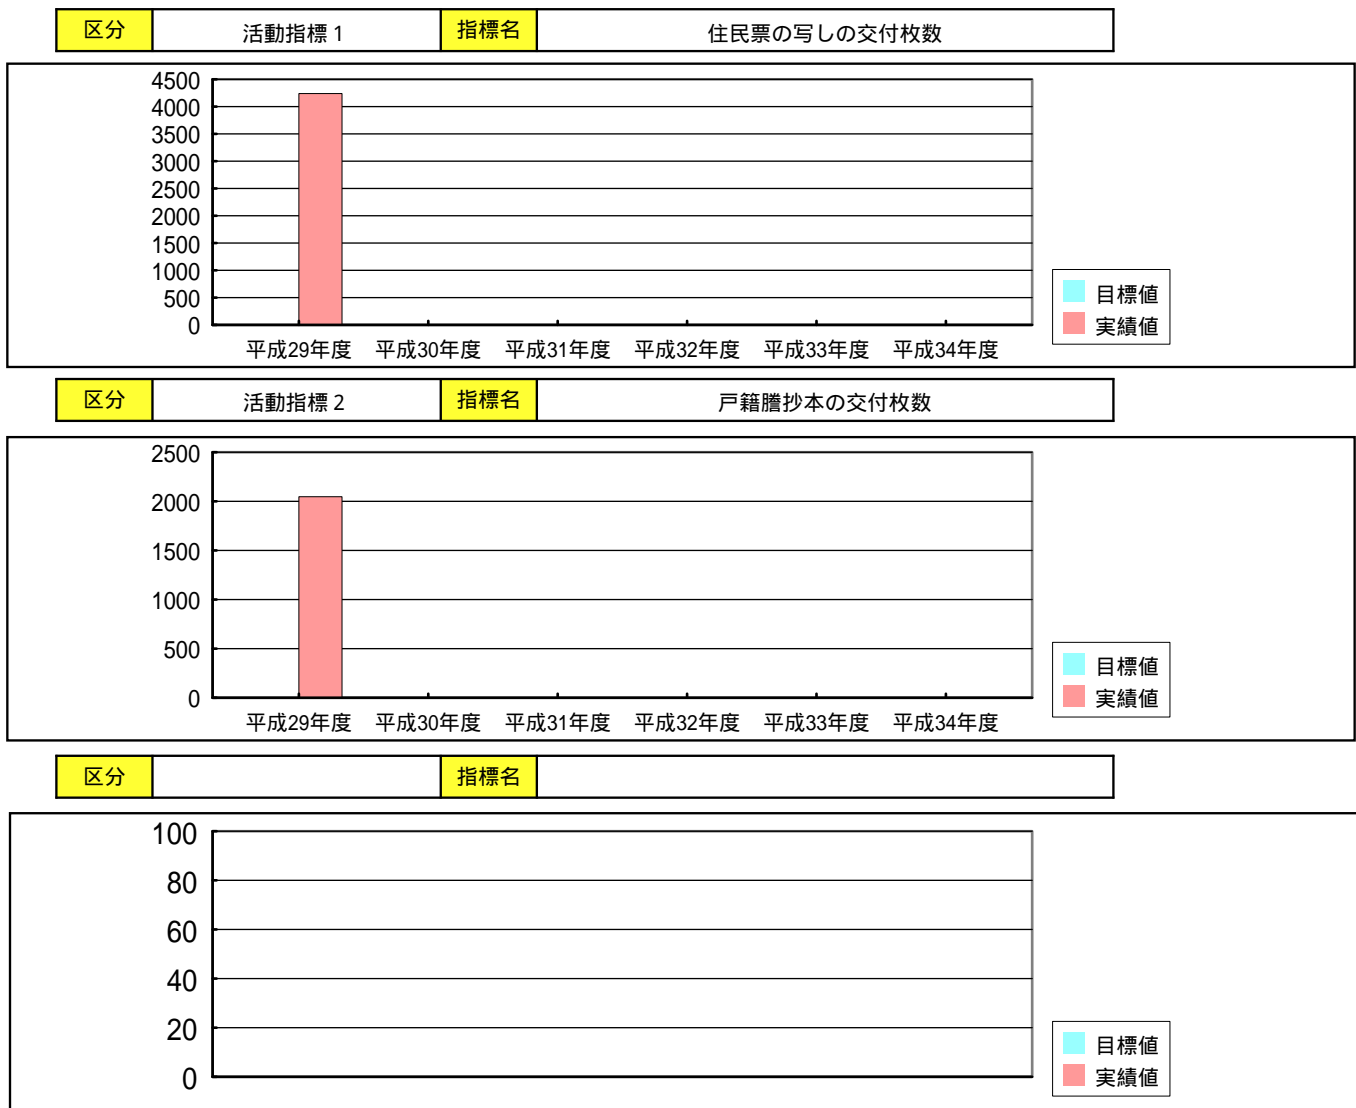 区分 活動指標1 指標名 住民票の写しの交付枚数
4500
4000
3500
3000
2500
2000
1500
1000
500
0
平成29年度 平成30年度 平成31年度 平成32年度 平成33年度 平成34年度
目標値
実績値
区分 活動指標2 指標名 戸籍謄抄本の交付枚数
2500
2000
1500
1000
500
0
平成29年度 平成30年度 平成31年度 平成32年度 平成33年度 平成34年度
目標値
実績値
区分 指標名
100
80
60
40
20
0
目標値
実績値